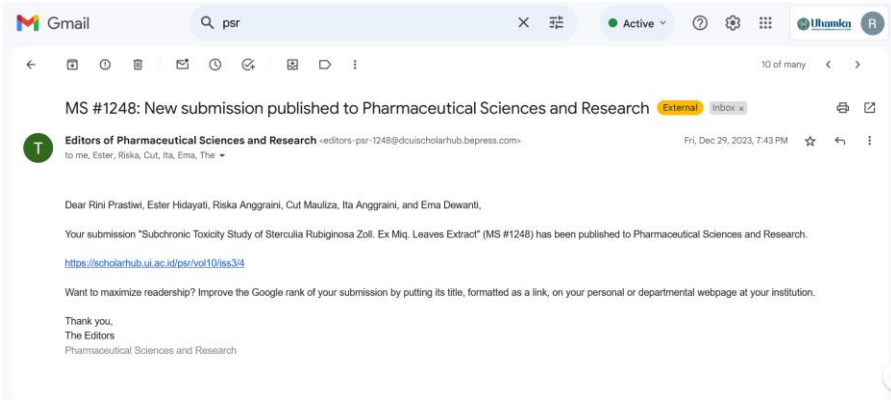 Gmail
psr
Active
Uhamka
R
10 of many
MS #1248: New submission published to Pharmaceutical Sciences and Research External Inbox x
T
Editors of Pharmaceutical Sciences and Research <editors-psr-1248@dcuischolarhub.bepress.com>
Fri, Dec 29, 2023, 7:43 PM
to me, Ester, Riska, Cut, Ita, Ema, The
Dear Rini Prastiwi, Ester Hidayati, Riska Anggraini, Cut Mauliza, Ita Anggraini, and Ema Dewanti,
Your submission "Subchronic Toxicity Study of Sterculia Rubiginosa Zoll. Ex Miq. Leaves Extract" (MS #1248) has been published to Pharmaceutical Sciences and Research.
https://scholarhub.ui.ac.id/psr/vol10/iss3/4
Want to maximize readership? Improve the Google rank of your submission by putting its title, formatted as a link, on your personal or departmental webpage at your institution.
Thank you,
The Editors
Pharmaceutical Sciences and Research